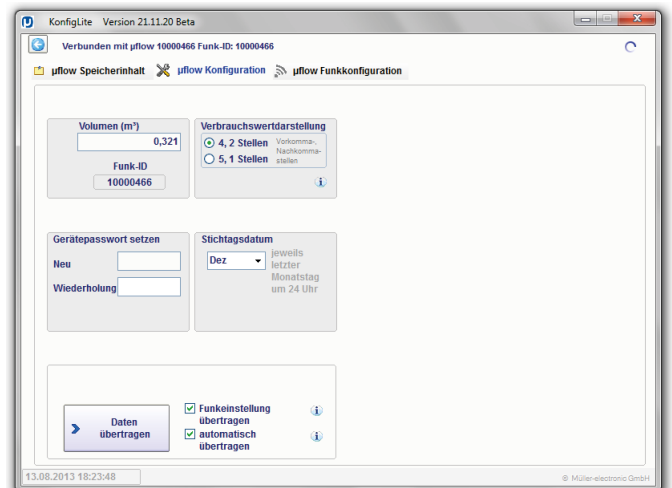 KonfigLite Version 21.11.20 Beta
Verbunden mit µflow 10000466 Funk-ID: 10000466
µflow Speicherinhalt µflow Konfiguration µflow Funkkonfiguration
Volumen (m³)
0,321
Funk-ID
10000466
Verbrauchswertdarstellung
4, 2 Stellen
5, 1 Stellen
Vorkomma-,
Nachkomma-
stellen
Gerätepasswort setzen
Neu
Wiederholung
Stichtagsdatum
Dez
jeweils
letzter
Monatstag
um 24 Uhr
Daten
übertragen
Funkeinstellung
übertragen
automatisch
übertragen
13.08.2013 18:23:48
© Müller-electronic GmbH